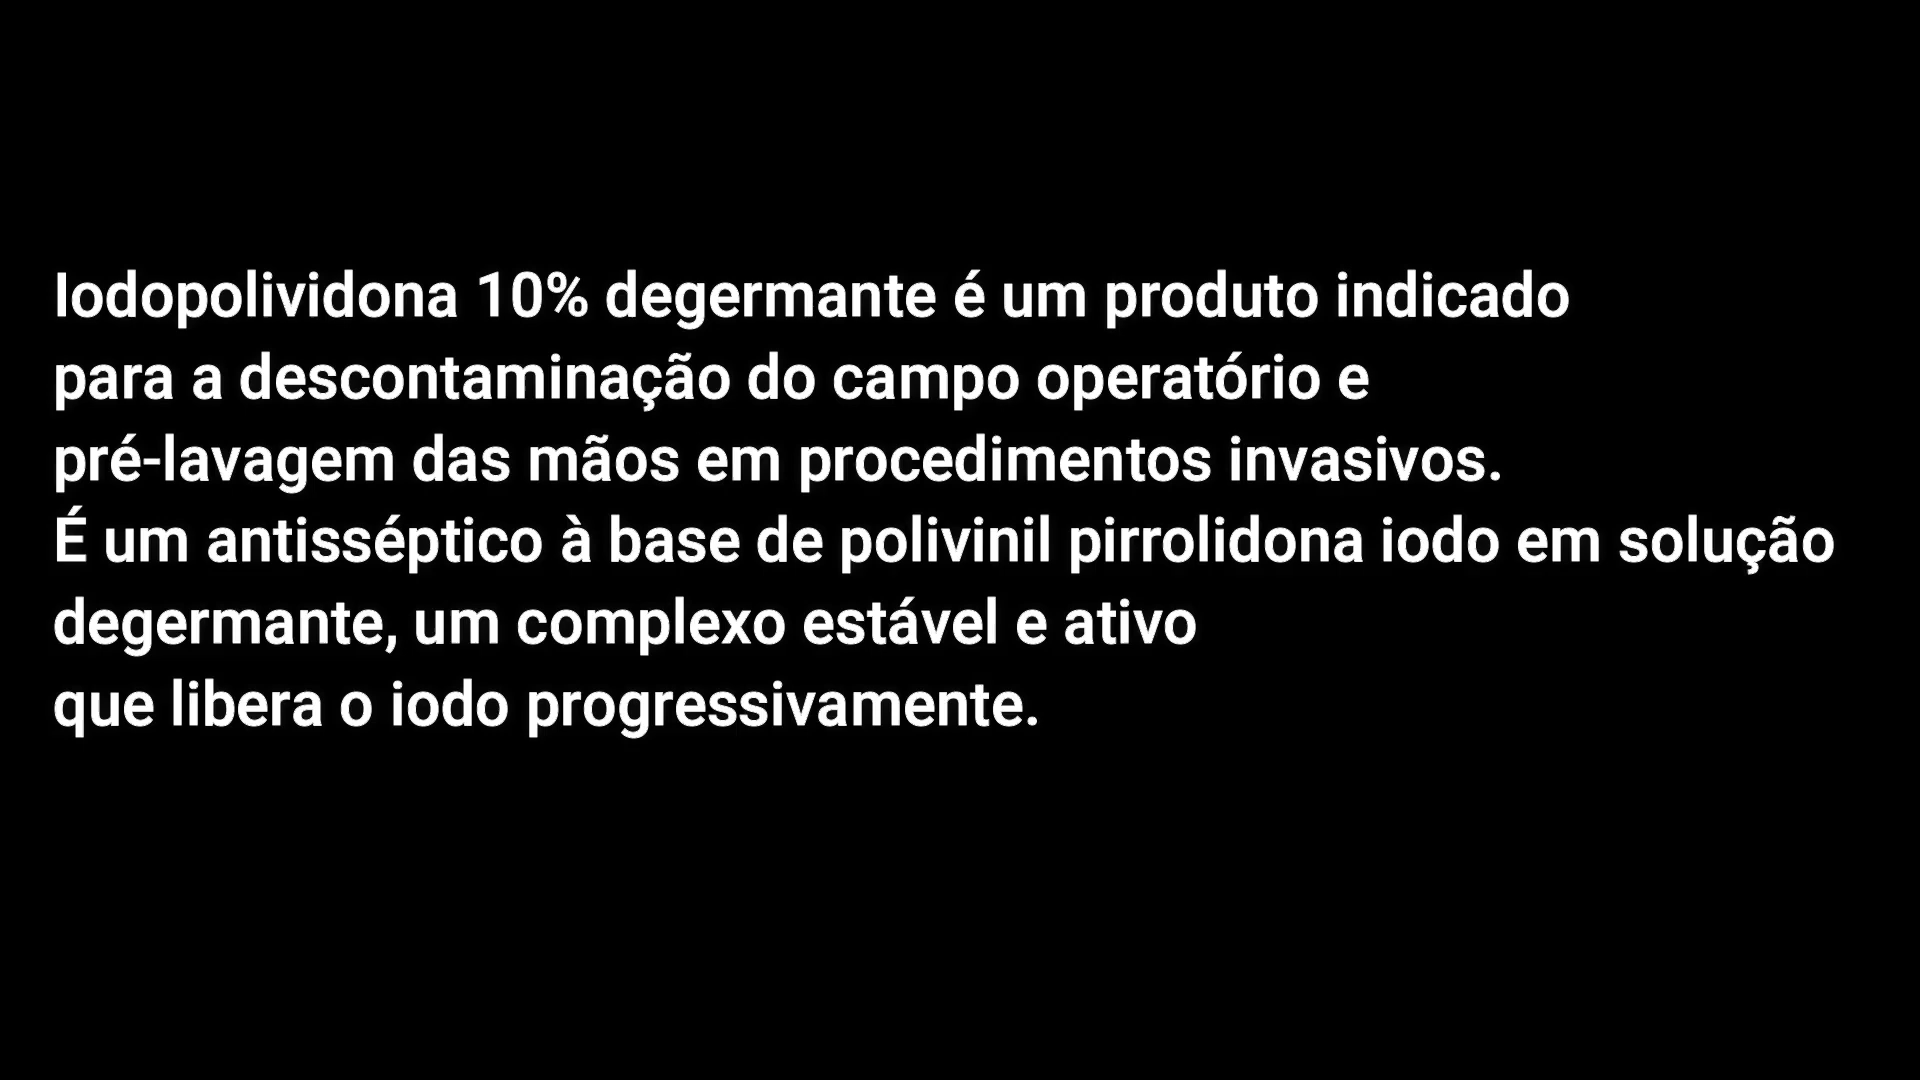 Iodopolividona 10% degermante é um produto indicado
para a descontaminação do campo operatório e
pré-lavagem das mãos em procedimentos invasivos.
É um antisséptico à base de polivinil pirrolidona iodo em solução
degermante, um complexo estável e ativo
que libera o iodo progressivamente.